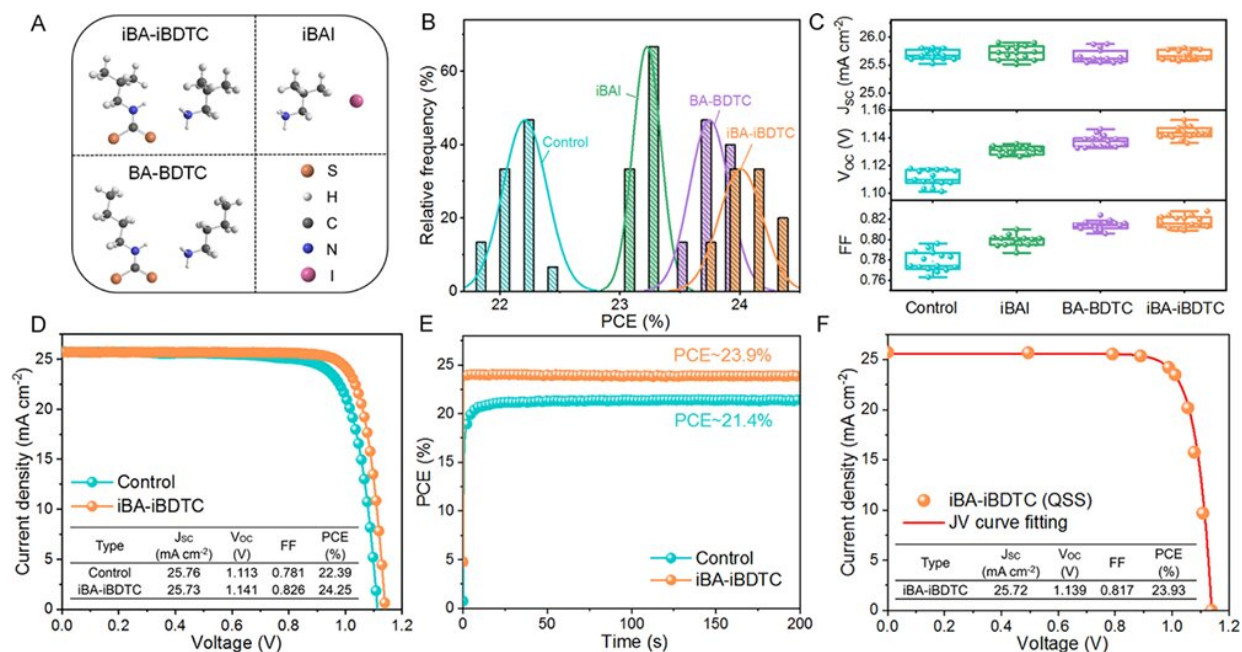 A
iBA-iBDTC
iBAI
BA-BDTC
S
H
C
N
I
B
Relative frequency (%)
60
40
20
0
Control
iBAI
BA-BDTC
iBA-iBDTC
22
23
24
PCE (%)
C
J_SC (mA cm⁻²)
26.0
25.5
25.0
V_OC (V)
1.16
1.14
1.12
1.10
FF
0.82
0.80
0.78
0.76
Control
iBAI
BA-BDTC
iBA-iBDTC
D
Current density (mA cm⁻²)
25
20
15
10
5
0
Control
iBA-iBDTC
Type J_SC (mA cm⁻²) V_OC (V) FF PCE (%)
Control 25.76 1.113 0.781 22.39
iBA-iBDTC 25.73 1.141 0.826 24.25
0.0 0.2 0.4 0.6 0.8 1.0 1.2
Voltage (V)
E
PCE (%)
25
20
15
10
5
0
PCE~23.9%
PCE~21.4%
Control
iBA-iBDTC
0 50 100 150 200
Time (s)
F
Current density (mA cm⁻²)
25
20
15
10
5
0
iBA-iBDTC (QSS)
JV curve fitting
Type J_SC (mA cm⁻²) V_OC (V) FF PCE (%)
iBA-iBDTC 25.72 1.139 0.817 23.93
0.0 0.2 0.4 0.6 0.8 1.0 1.2
Voltage (V)